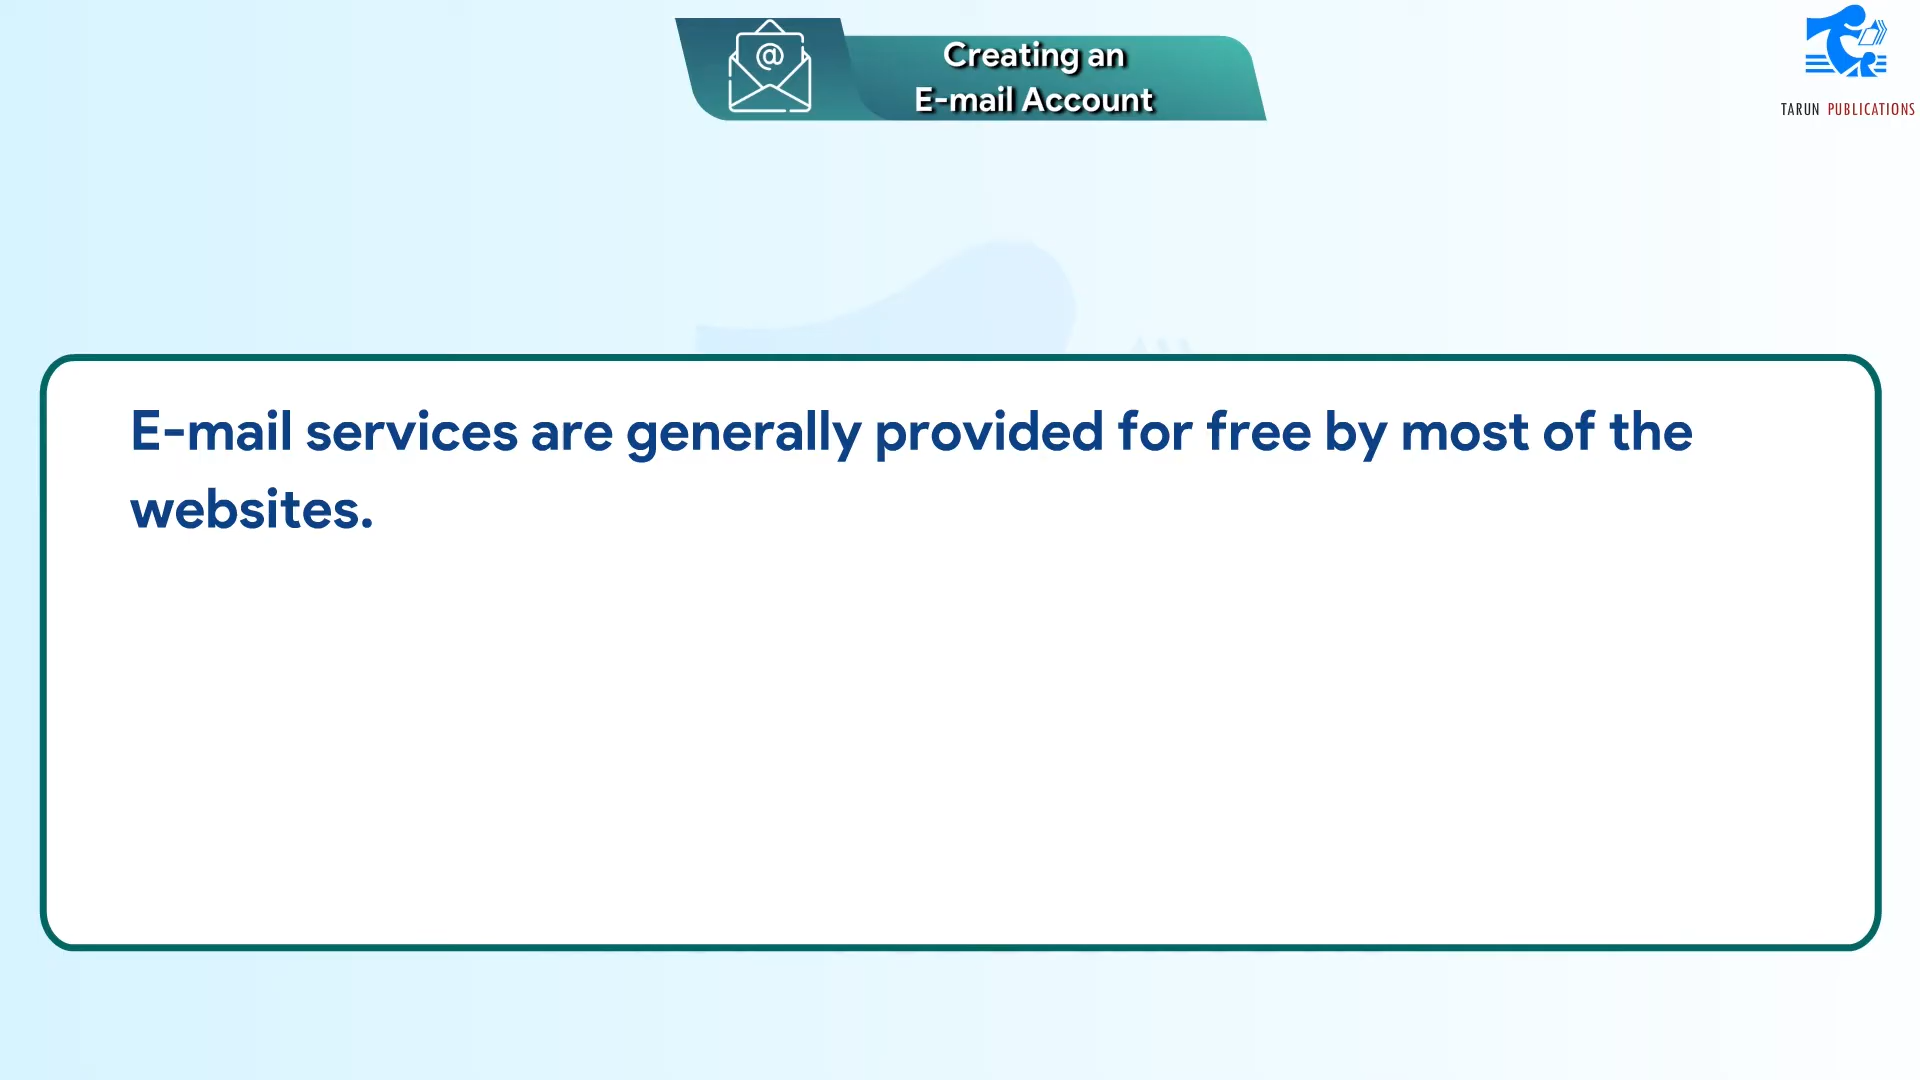 Creating an
E-mail Account
TARUN PUBLICATIONS
E-mail services are generally provided for free by most of the
websites.